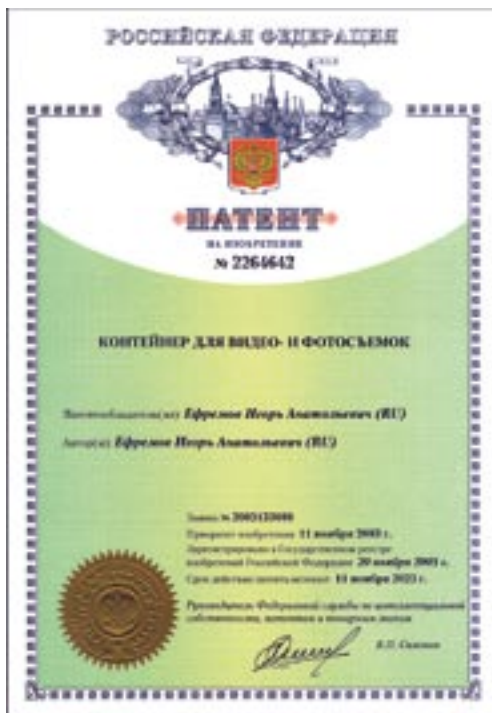 РОССИЙСКАЯ ФЕДЕРАЦИЯ
ПАТЕНТ
НА ИЗОБРЕТЕНИЕ
№ 2264642
КОНТЕЙНЕР ДЛЯ ВИДЕО- И ФОТОСЪЕМОК
Патентообладатель(ли): Ефремов Игорь Анатольевич (RU)
Автор(ы): Ефремов Игорь Анатольевич (RU)
Заявка №
Приоритет изобретения 11 ноября 2003 г.
Зарегистрировано в Государственном реестре
изобретений Российской Федерации 20 ноября
Срок действия патента истекает 11 ноября 2023 г.
Руководитель Федеральной службы по интеллектуальной
собственности, патентам и товарным знакам
Б.П. Симонов